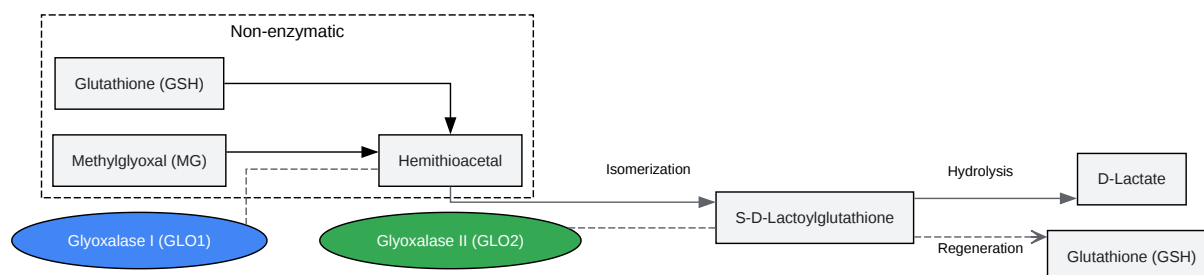 Non-enzymatic
Glutathione (GSH)
Methylglyoxal (MG)
Hemithioacetal
Isomerization
Hydrolysis
D-Lactate
S-D-Lactoylglutathione
Glyoxalase I (GLO1)
Glyoxalase II (GLO2)
Regeneration
Glutathione (GSH)